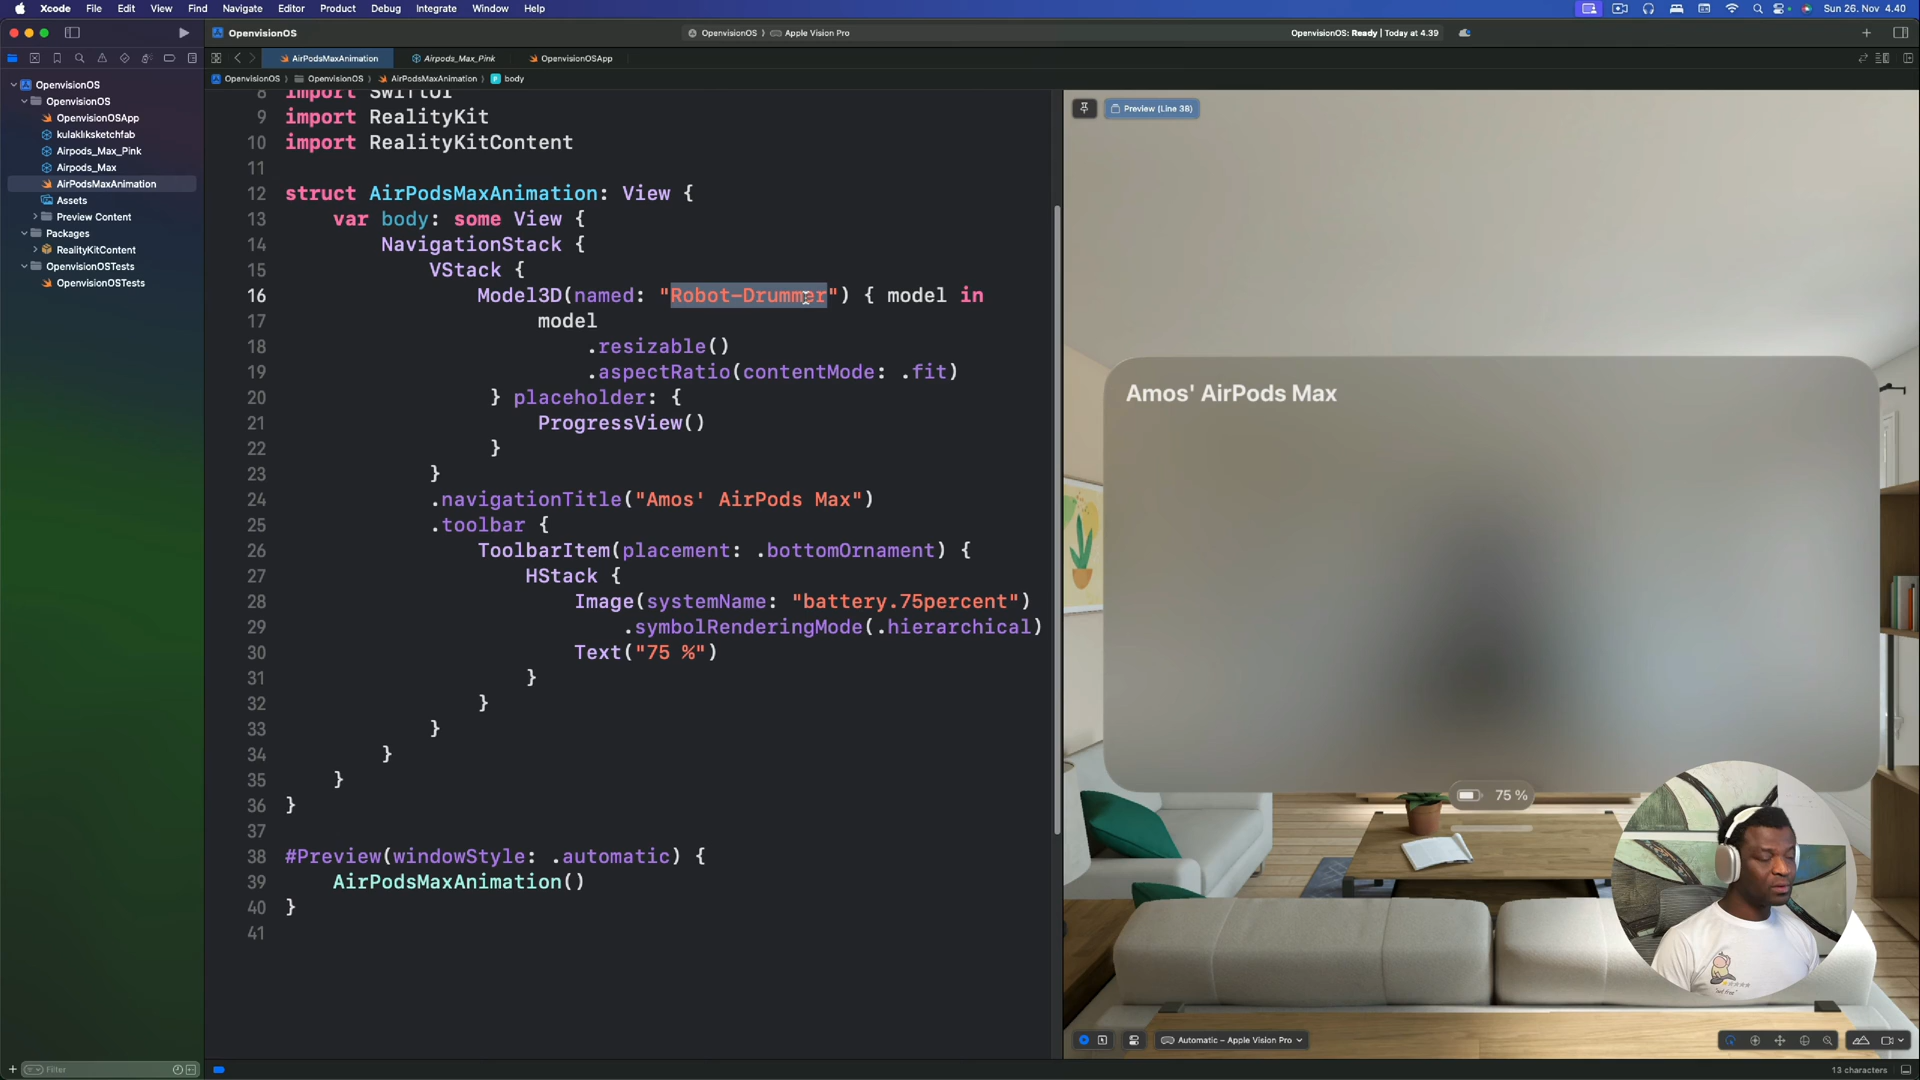 Xcode File Edit View Find Navigate Editor Product Debug Integrate Window Help
Sun 26. Nov 4.40
OpenvisionOS
OpenvisionOS 〉 Apple Vision Pro
OpenvisionOS: Ready | Today at 4.39
AirPodsMaxAnimation
Airpods_Max_Pink
OpenvisionOSApp
OpenvisionOS 〉 OpenvisionOS 〉 AirPodsMaxAnimation 〉 body
OpenvisionOS
OpenvisionOS
OpenvisionOSApp
kulaklıksketchfab
Airpods_Max_Pink
Airpods_Max
AirPodsMaxAnimation
Assets
Preview Content
Packages
RealityKitContent
OpenvisionOSTests
OpenvisionOSTests
Filter
8 import SwiftUI
9 import RealityKit
10 import RealityKitContent
11
12 struct AirPodsMaxAnimation: View {
13 var body: some View {
14 NavigationStack {
15 VStack {
16 Model3D(named: "Robot-Drummer") { model in
17 model
18 .resizable()
19 .aspectRatio(contentMode: .fit)
20 } placeholder: {
21 ProgressView()
22 }
23 }
24 .navigationTitle("Amos' AirPods Max")
25 .toolbar {
26 ToolbarItem(placement: .bottomOrnament) {
27 HStack {
28 Image(systemName: "battery.75percent")
29 .symbolRenderingMode(.hierarchical)
30 Text("75 %")
31 }
32 }
33 }
34 }
35 }
36 }
37
38 #Preview(windowStyle: .automatic) {
39 AirPodsMaxAnimation()
40 }
41
Preview (Line 38)
Amos' AirPods Max
75 %
Automatic – Apple Vision Pro
13 characters